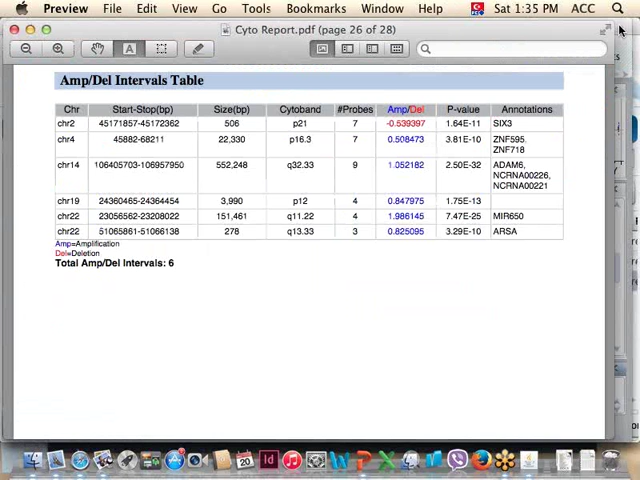 Preview File Edit View Go Tools Bookmarks Window Help Sat 1:35 PM ACC
Cyto Report.pdf (page 26 of 28)
Amp/Del Intervals Table
Chr Start-Stop(bp) Size(bp) Cytoband #Probes Amp/Del P-value Annotations
chr2 45171857-45172362 506 p21 7 -0.539397 1.64E-11 SIX3
chr4 45882-68211 22,330 p16.3 7 0.508473 3.81E-10 ZNF595,
ZNF718
chr14 106405703-106957950 552,248 q32.33 9 1.052182 2.50E-32 ADAM6,
NCRNA00226,
NCRNA00221
chr19 24360465-24364454 3,990 p12 4 0.847975 1.75E-13
chr22 23056562-23208022 151,461 q11.22 4 1.986145 7.47E-25 MIR650
chr22 51065861-51066138 278 q13.33 3 0.825095 3.29E-10 ARSA
Amp=Amplification
Del=Deletion
Total Amp/Del Intervals: 6
20
Id